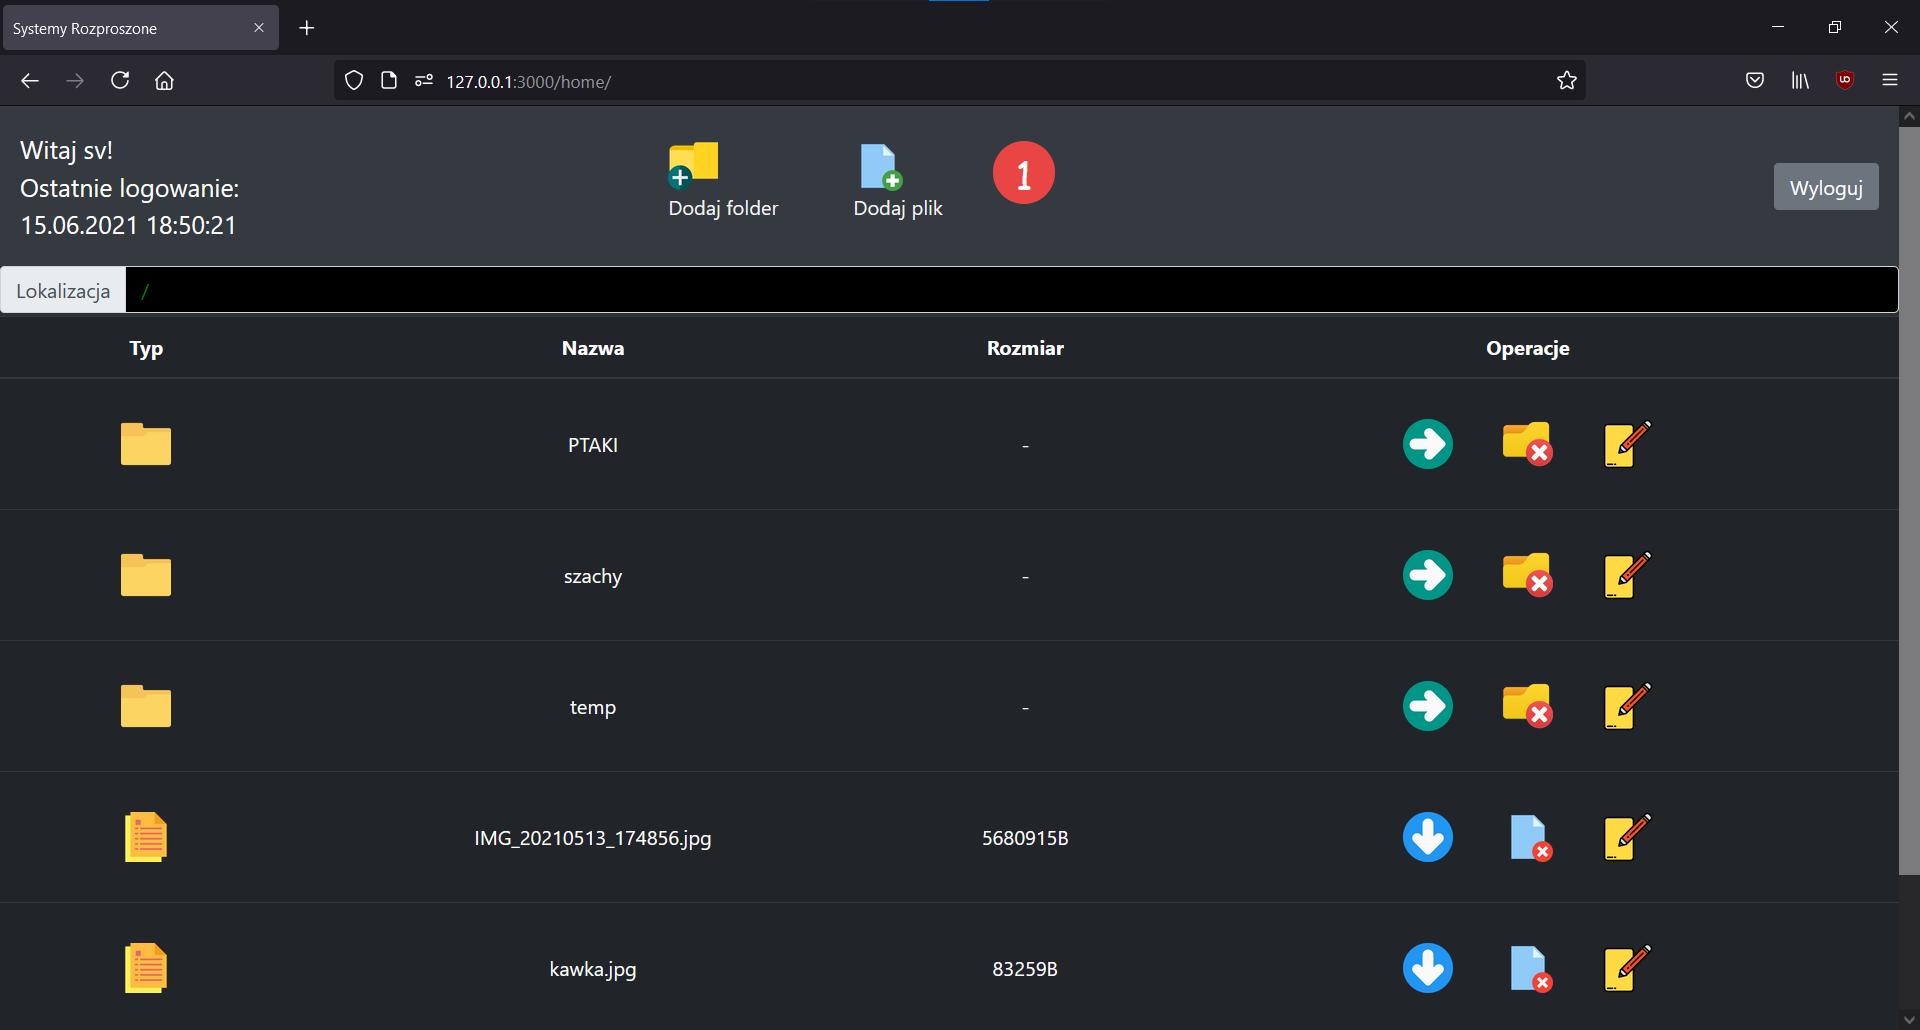 Systemy Rozproszone
127.0.0.1:3000/home/
Witaj sv!
Ostatnie logowanie:
15.06.2021 18:50:21
Dodaj folder
Dodaj plik
1
Wyloguj
Lokalizacja /
Typ Nazwa Rozmiar Operacje
PTAKI -
szachy -
temp -
IMG_20210513_174856.jpg 5680915B
kawka.jpg 83259B